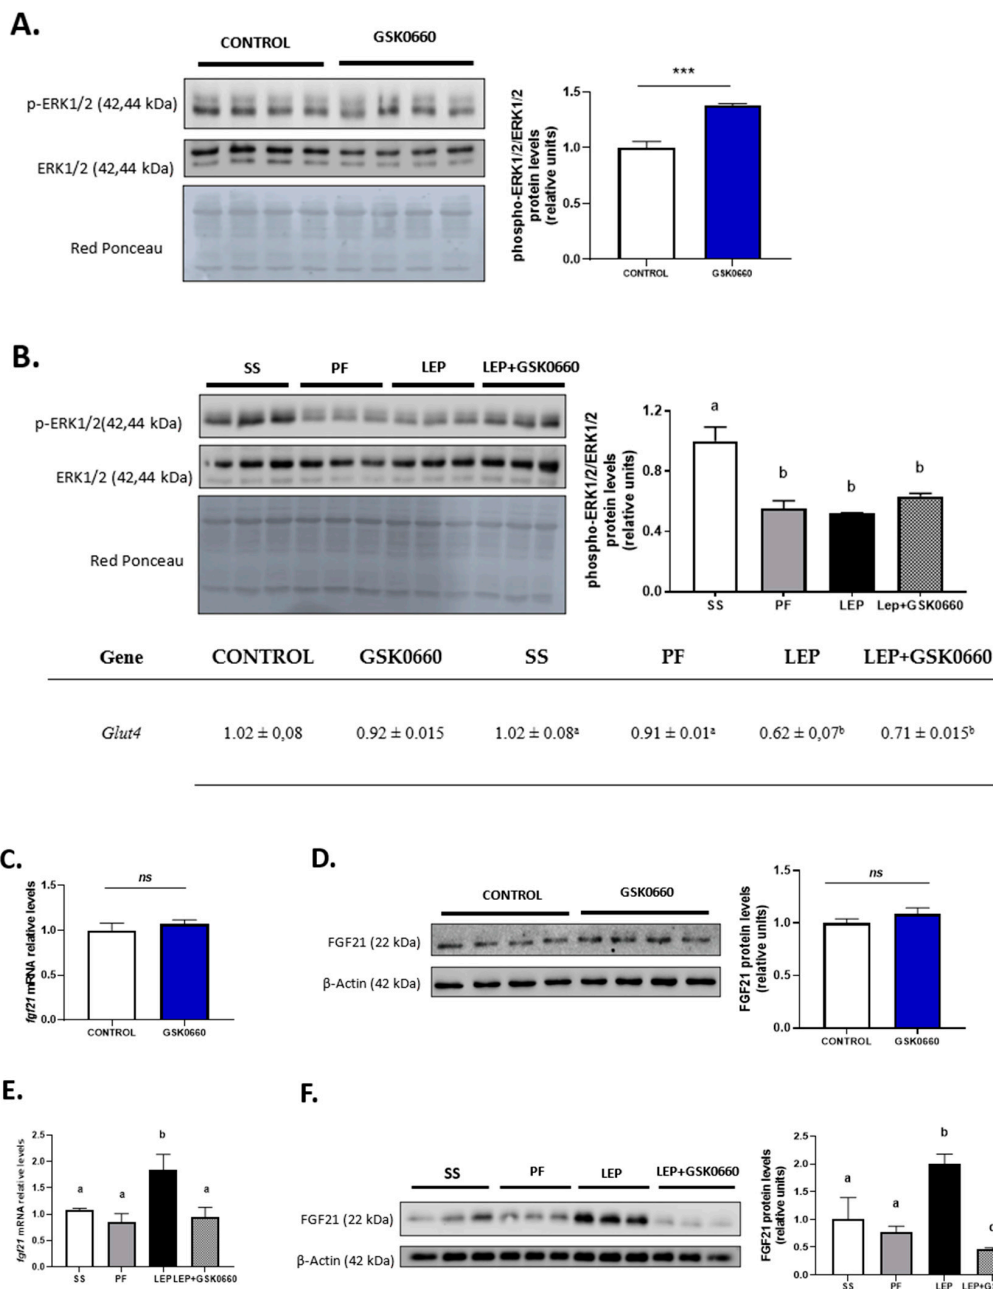 A.
CONTROL
GSK0660
p-ERK1/2 (42,44 kDa)
ERK1/2 (42,44 kDa)
Red Ponceau
phospho-ERK1/2/ERK1/2
protein levels
(relative units)
***
1.5
1.0
0.5
0.0
CONTROL
GSK0660
B.
SS
PF
LEP
LEP+GSK0660
p-ERK1/2(42,44 kDa)
ERK1/2 (42,44 kDa)
Red Ponceau
phospho-ERK1/2/ERK1/2
protein levels
(relative units)
1.2
0.8
0.4
0.0
a
b
b
b
SS
PF
LEP
Lep+GSK0660
Gene CONTROL GSK0660 SS PF LEP LEP+GSK0660
Glut4 1.02 ± 0,08 0.92 ± 0.015 1.02 ± 0.08ᵃ 0.91 ± 0.01ᵃ 0.62 ± 0,07ᵇ 0.71 ± 0.015ᵇ
C.
fgf21 mRNA relative levels
1.5
1.0
0.5
0.0
ns
CONTROL
GSK0660
D.
CONTROL
GSK0660
FGF21 (22 kDa)
β-Actin (42 kDa)
FGF21 protein levels
(relative units)
1.5
1.0
0.5
0.0
ns
CONTROL
GSK0660
E.
fgf21 mRNA relative levels
2.5
2.0
1.5
1.0
0.5
0.0
a
a
b
a
SS
PF
LEP
LEP+GSK0660
F.
SS
PF
LEP
LEP+GSK0660
FGF21 (22 kDa)
β-Actin (42 kDa)
FGF21 protein levels
(relative units)
2.5
2.0
1.5
1.0
0.5
0.0
a
a
b
SS
PF
LEP